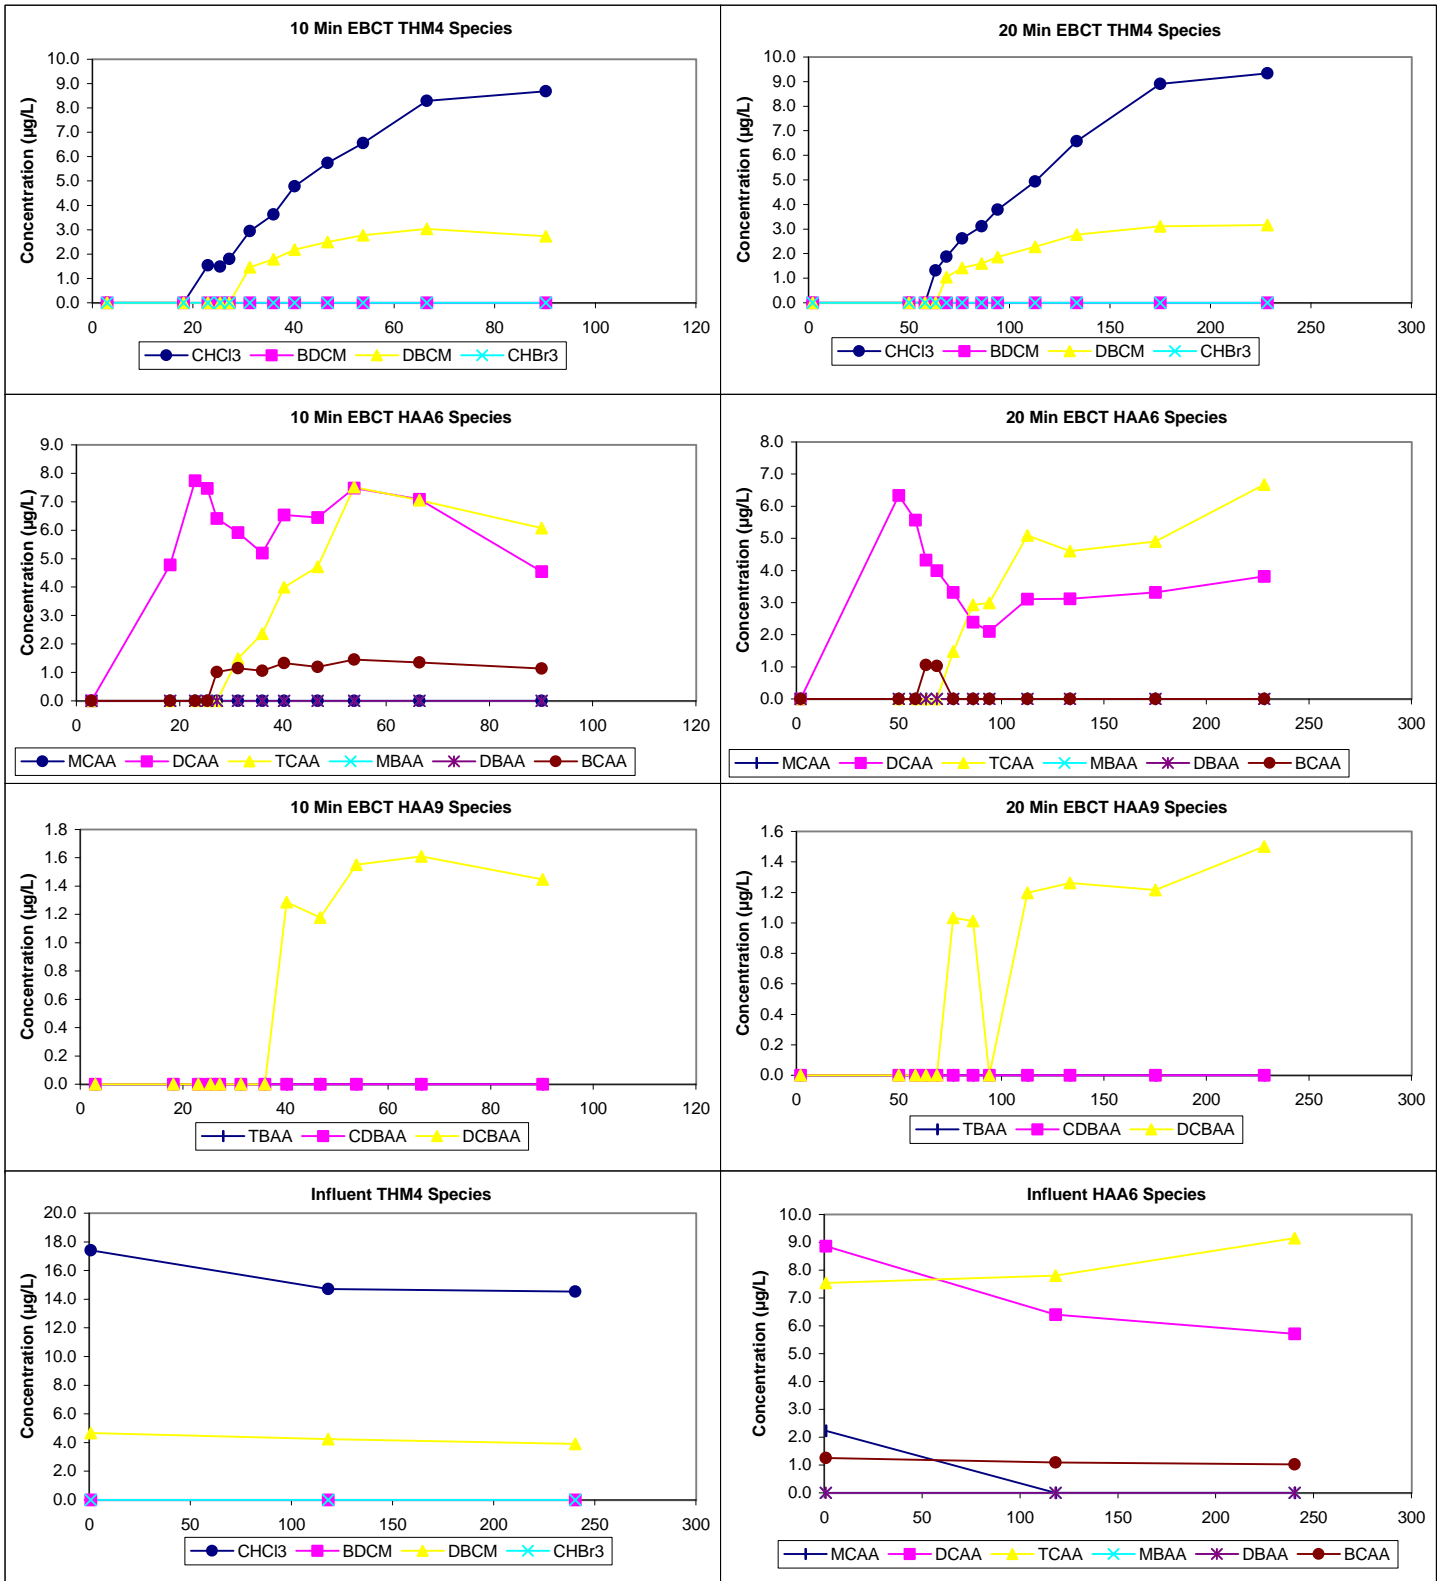 10 Min EBCT THM4 Species
Concentration (µg/L)
10.0
9.0
8.0
7.0
6.0
5.0
4.0
3.0
2.0
1.0
0.0
0 20 40 60 80 100 120
CHCl3 BDCM DBCM CHBr3
20 Min EBCT THM4 Species
Concentration (µg/L)
10.0
9.0
8.0
7.0
6.0
5.0
4.0
3.0
2.0
1.0
0.0
0 50 100 150 200 250 300
CHCl3 BDCM DBCM CHBr3
10 Min EBCT HAA6 Species
Concentration (µg/L)
9.0
8.0
7.0
6.0
5.0
4.0
3.0
2.0
1.0
0.0
0 20 40 60 80 100 120
MCAA DCAA TCAA MBAA DBAA BCAA
20 Min EBCT HAA6 Species
Concentration (µg/L)
8.0
7.0
6.0
5.0
4.0
3.0
2.0
1.0
0.0
0 50 100 150 200 250 300
MCAA DCAA TCAA MBAA DBAA BCAA
10 Min EBCT HAA9 Species
Concentration (µg/L)
1.8
1.6
1.4
1.2
1.0
0.8
0.6
0.4
0.2
0.0
0 20 40 60 80 100 120
TBAA CDBAA DCBAA
20 Min EBCT HAA9 Species
Concentration (µg/L)
1.6
1.4
1.2
1.0
0.8
0.6
0.4
0.2
0.0
0 50 100 150 200 250 300
TBAA CDBAA DCBAA
Influent THM4 Species
Concentration (µg/L)
20.0
18.0
16.0
14.0
12.0
10.0
8.0
6.0
4.0
2.0
0.0
0 50 100 150 200 250 300
CHCl3 BDCM DBCM CHBr3
Influent HAA6 Species
Concentration (µg/L)
10.0
9.0
8.0
7.0
6.0
5.0
4.0
3.0
2.0
1.0
0.0
0 50 100 150 200 250 300
MCAA DCAA TCAA MBAA DBAA BCAA